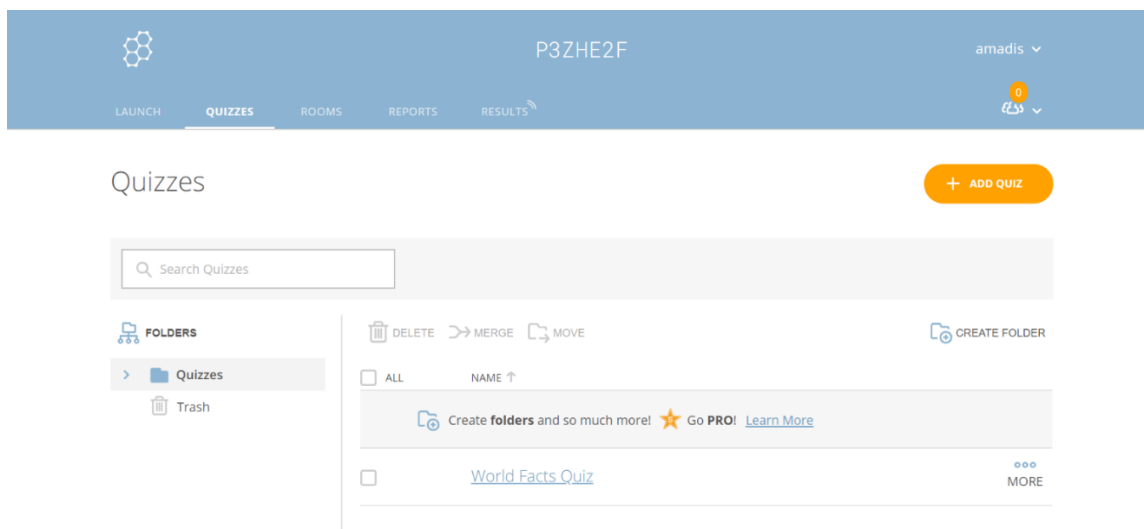 P3ZHE2F
amadis
LAUNCH QUIZZES ROOMS REPORTS RESULTS
0
Quizzes
+ ADD QUIZ
Search Quizzes
FOLDERS
DELETE MERGE MOVE
CREATE FOLDER
Quizzes
Trash
ALL NAME
Create folders and so much more! Go PRO! Learn More
World Facts Quiz
MORE